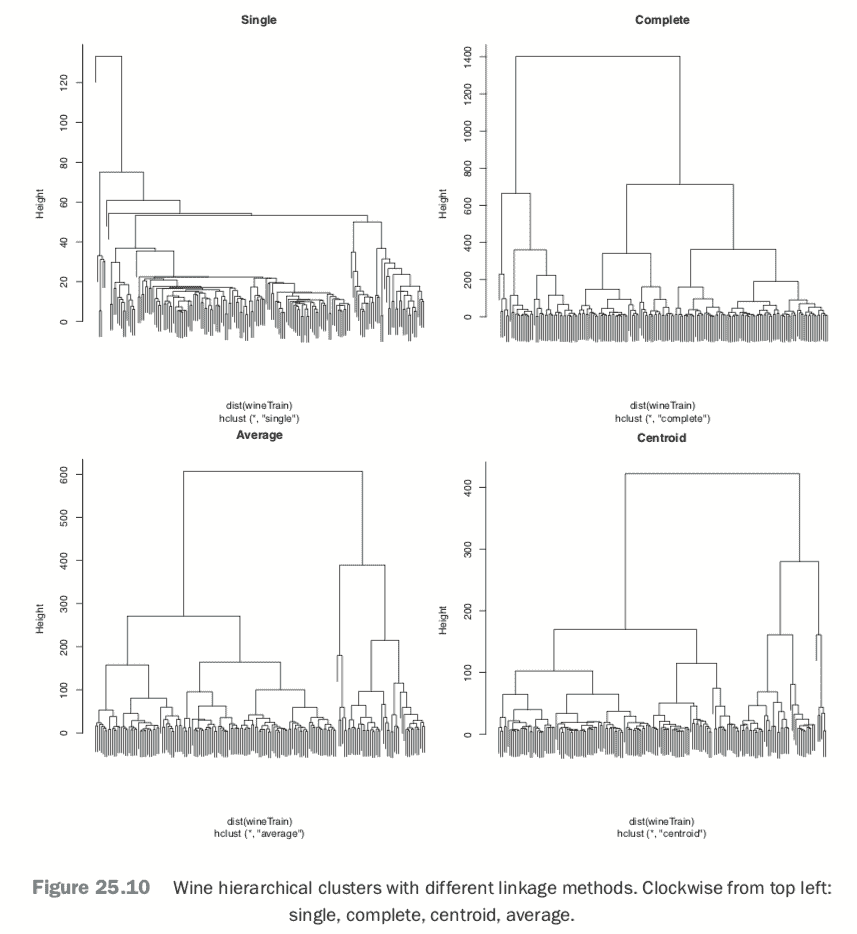 Single
Height
120
100
80
60
40
20
0
dist(wineTrain)
hclust (*, "single")
Complete
Height
1400
1200
1000
800
600
400
200
0
dist(wineTrain)
hclust (*, "complete")
Average
Height
600
500
400
300
200
100
0
dist(wineTrain)
hclust (*, "average")
Centroid
Height
400
300
200
100
0
dist(wineTrain)
hclust (*, "centroid")
Figure 25.10 Wine hierarchical clusters with different linkage methods. Clockwise from top left:
single, complete, centroid, average.